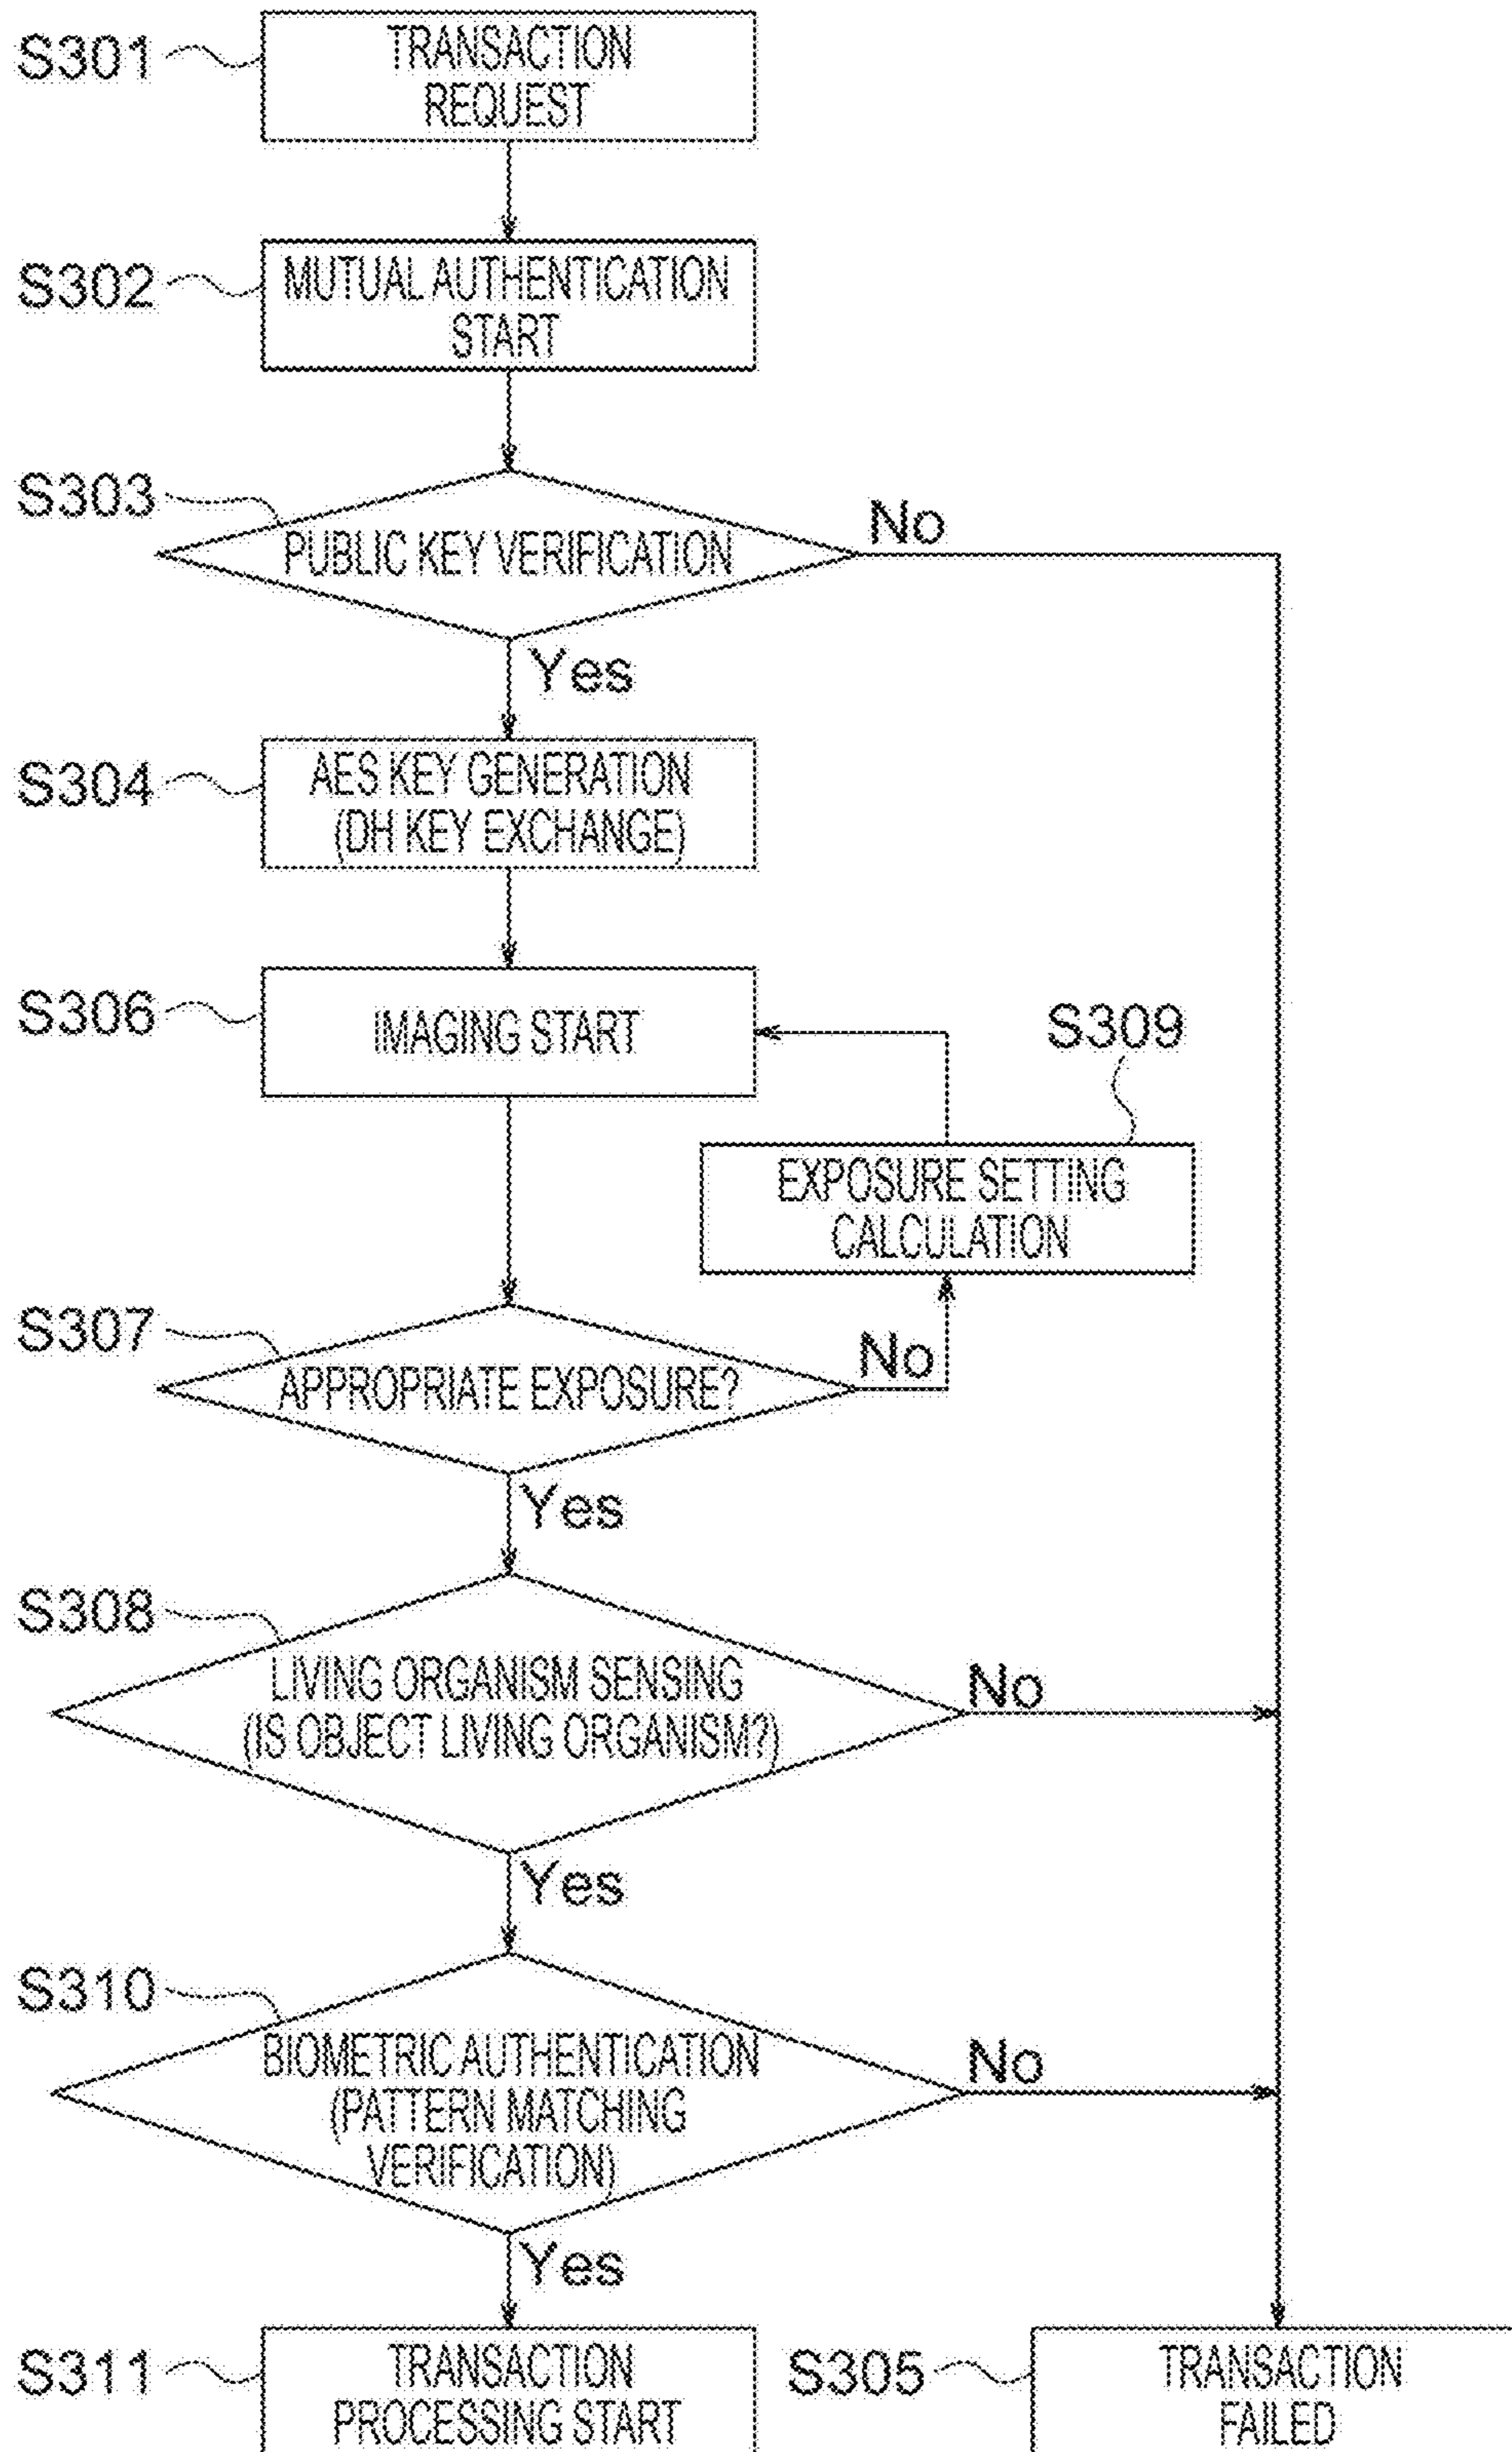 S301
TRANSACTION
REQUEST
S302
MUTUAL AUTHENTICATION
START
S303
PUBLIC KEY VERIFICATION
No
Yes
S304
AES KEY GENERATION
(DH KEY EXCHANGE)
S306
IMAGING START
S309
EXPOSURE SETTING
CALCULATION
S307
APPROPRIATE EXPOSURE?
No
Yes
S308
LIVING ORGANISM SENSING
(IS OBJECT LIVING ORGANISM?)
No
Yes
S310
BIOMETRIC AUTHENTICATION
(PATTERN MATCHING
VERIFICATION)
No
Yes
S311
TRANSACTION
PROCESSING START
S305
TRANSACTION
FAILED